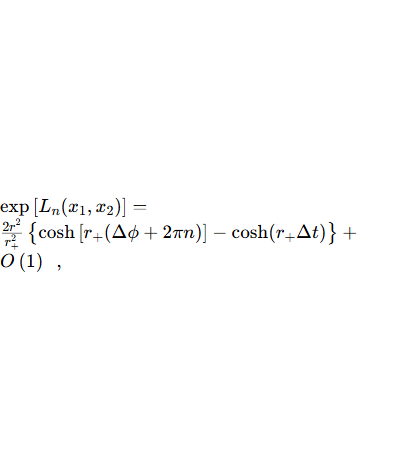 exp [L_n(x_1, x_2)] =
\frac{2r^2}{r_+^2} {cosh [r_+(Δϕ + 2πn)] − cosh(r_+Δt)} +
O (1) ,